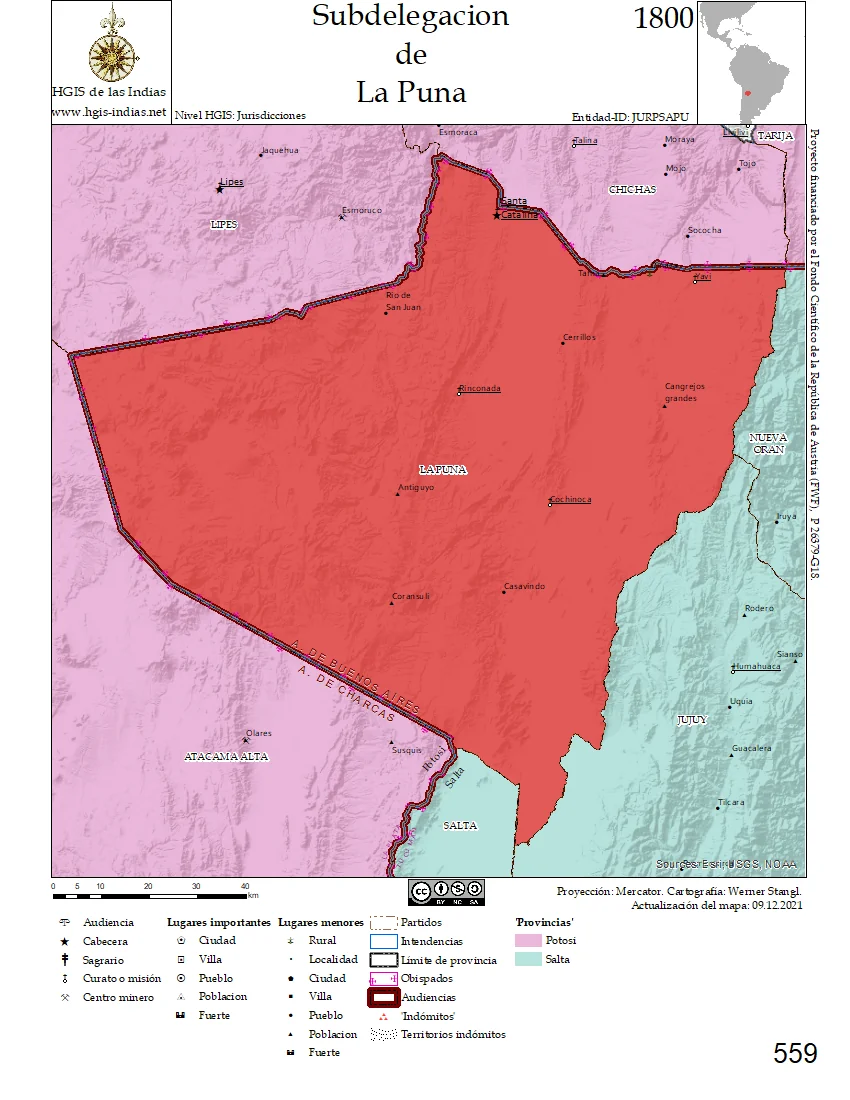 Subdelegacion
de
La Puna
1800
HGIS de las Indias
www.hgis-indias.net
Nivel HGIS: Jurisdicciones
Entidad-ID: JURPSAPU
Esmoraca
Talina
Moraya
TARIJA
Jaquehua
Mojo
Tojo
Lipes
CHICHAS
Santa
Catalina
Esmoruco
LIPES
Sococha
Yavi
Rio de
San Juan
Cerrillos
Rinconada
Cangrejos
grandes
NUEVA
ORAN
LA PUNA
Antiguyo
Cochinoca
Iruya
Coransuli
Casavindo
Rodero
A. DE BUENOS AIRES
A. DE CHARCAS
Sianso
Humahuaca
Uquia
JUJUY
Olares
ATACAMA ALTA
Susquis
Potosi
Salta
Guacalera
Tilcara
SALTA
Sources: Esri, USGS, NOAA
Proyecto financiado por el Fondo Científico de la República de Austria (FWF), P 26379-G18.
0 5 10 20 30 40
km
CC BY NC SA
Proyección: Mercator. Cartografía: Werner Stangl.
Actualización del mapa: 09.12.2021
Audiencia
Cabecera
Sagrario
Curato o misión
Centro minero
Lugares importantes
Ciudad
Villa
Pueblo
Poblacion
Fuerte
Lugares menores
Rural
Localidad
Ciudad
Villa
Pueblo
Poblacion
Fuerte
Partidos
Intendencias
Límite de provincia
Obispados
Audiencias
'Indómitos'
Territorios indómitos
'Provincias'
Potosi
Salta
559